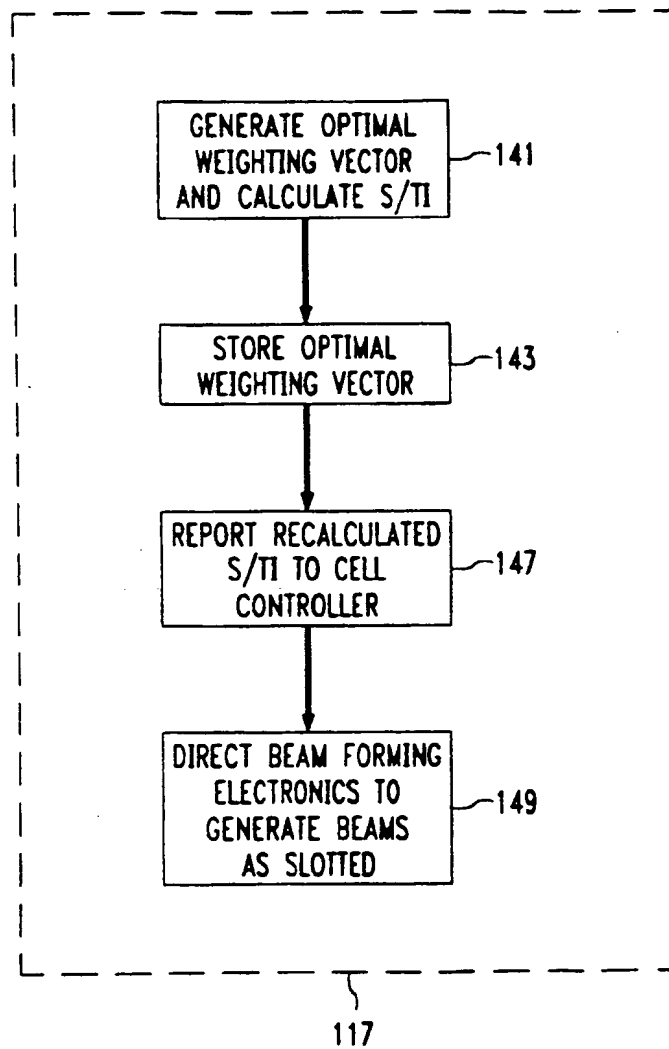 GENERATE OPTIMAL
WEIGHTING VECTOR
AND CALCULATE S/TI
141
STORE OPTIMAL
WEIGHTING VECTOR
143
REPORT RECALCULATED
S/TI TO CELL
CONTROLLER
147
DIRECT BEAM FORMING
ELECTRONICS TO
GENERATE BEAMS
AS SLOTTED
149
117